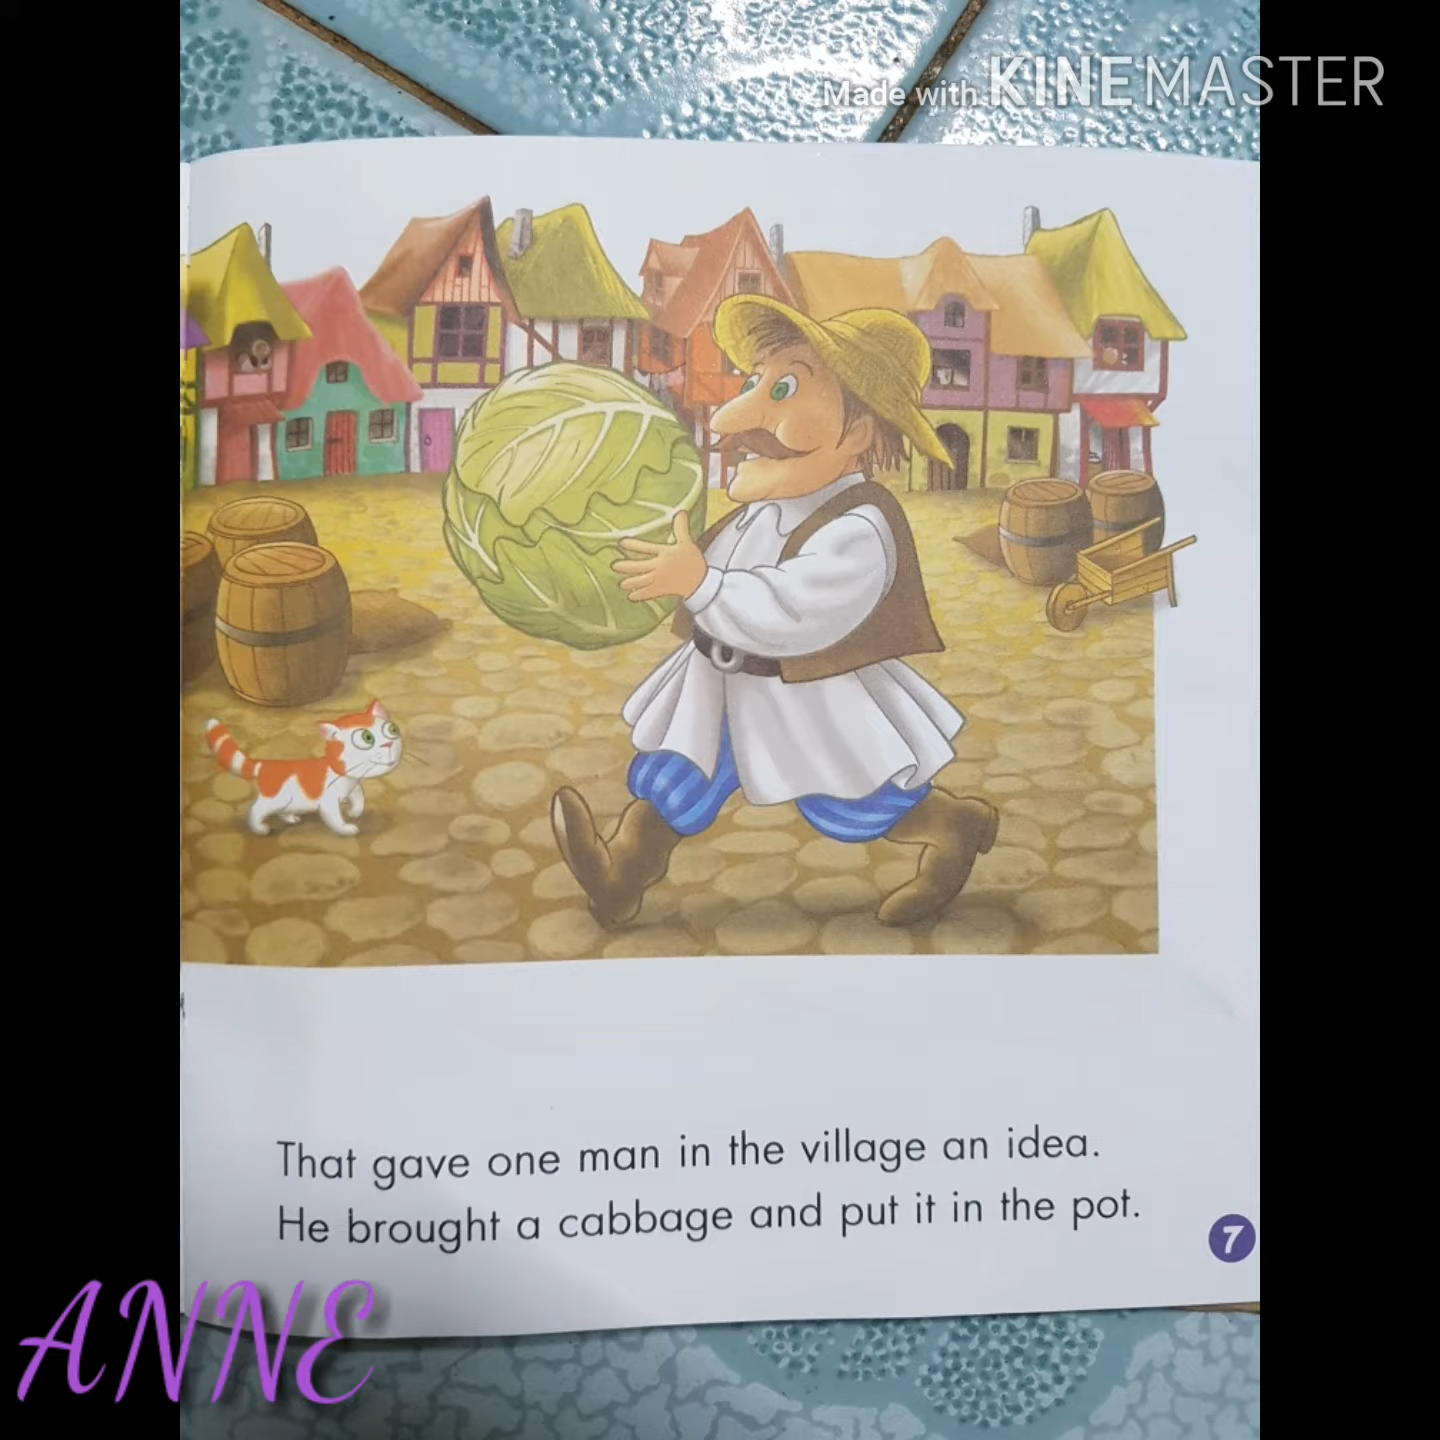 Made with KINEMASTER
That gave one man in the village an idea.
He brought a cabbage and put it in the pot.
7
ANNE